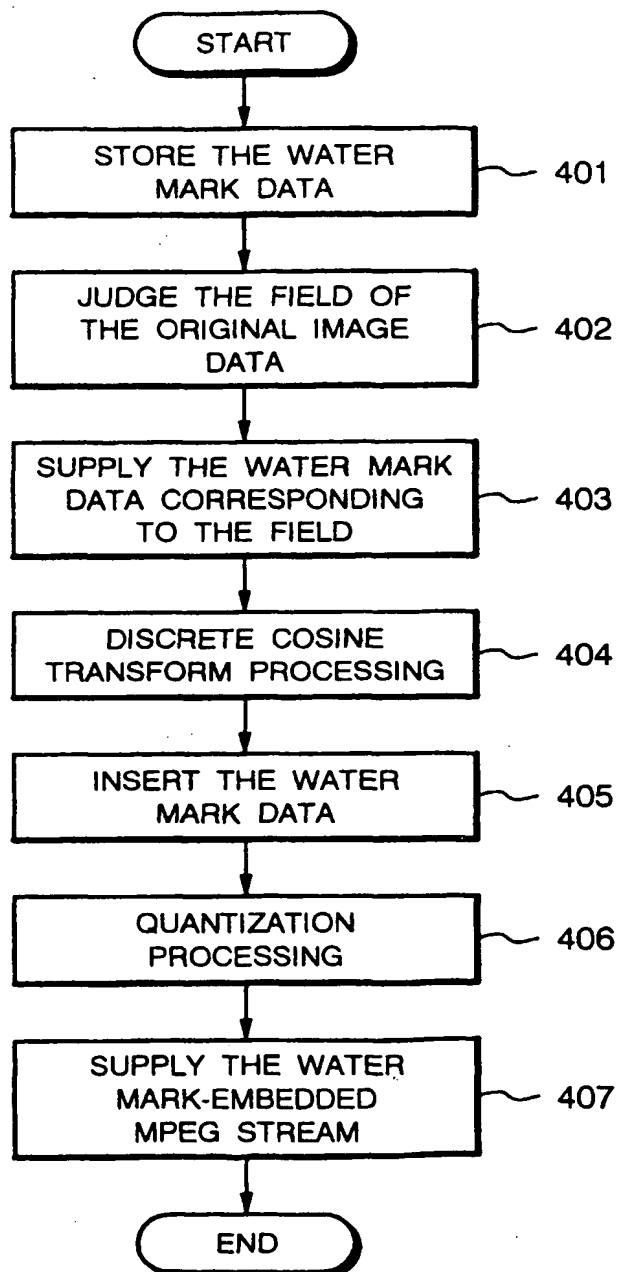 START
STORE THE WATER
MARK DATA
401
JUDGE THE FIELD OF
THE ORIGINAL IMAGE
DATA
402
SUPPLY THE WATER MARK
DATA CORRESPONDING
TO THE FIELD
403
DISCRETE COSINE
TRANSFORM PROCESSING
404
INSERT THE WATER
MARK DATA
405
QUANTIZATION
PROCESSING
406
SUPPLY THE WATER
MARK-EMBEDDED
MPEG STREAM
407
END